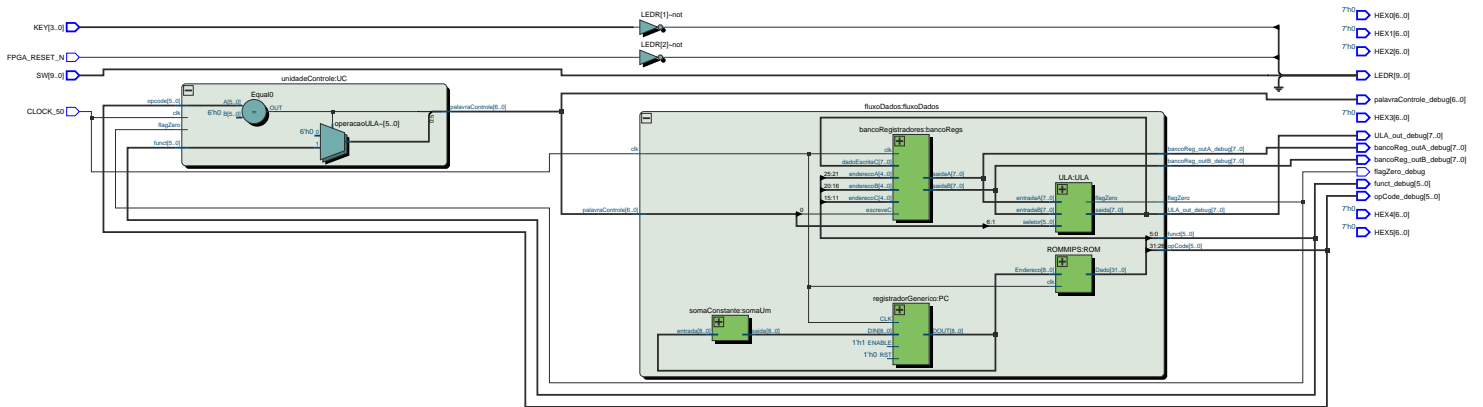 KEY[3..0]
LEDR[1]~not
7'h0 HEX0[6..0]
7'h0 HEX1[6..0]
FPGA_RESET_N
LEDR[2]~not
7'h0 HEX2[6..0]
SW[9..0]
LEDR[9..0]
unidadeControle:UC
opcode[5..0]
clk
flagZero
funct[5..0]
Equal0
A[5..0]
6'h0 B[5..0]
=
OUT
operacaoULA~[5..0]
6'h0 0
1
5:0
palavraControle[6..0]
CLOCK_50
palavraControle_debug[6..0]
7'h0 HEX3[6..0]
ULA_out_debug[7..0]
bancoReg_outA_debug[7..0]
bancoReg_outB_debug[7..0]
flagZero_debug
funct_debug[5..0]
opCode_debug[5..0]
7'h0 HEX4[6..0]
7'h0 HEX5[6..0]
fluxoDados:fluxoDados
clk
palavraControle[6..0]
bancoRegistradores:bancoRegs
clk
dadoEscritaC[7..0]
25:21 enderecoA[4..0]
20:16 enderecoB[4..0]
15:11 enderecoC[4..0]
0 escreveC
saidaA[7..0]
saidaB[7..0]
ULA:ULA
entradaA[7..0]
entradaB[7..0]
6:1 seletor[5..0]
flagZero
saida[7..0]
bancoReg_outA_debug[7..0]
bancoReg_outB_debug[7..0]
flagZero
ULA_out_debug[7..0]
5:0 funct[5..0]
31:26 opCode[5..0]
ROMMIPS:ROM
Endereco[8..0]
clk
Dado[31..0]
registradorGenerico:PC
CLK
DIN[8..0]
1'h1 ENABLE
1'h0 RST
DOUT[8..0]
somaConstante:somaUm
entrada[8..0]
saida[8..0]